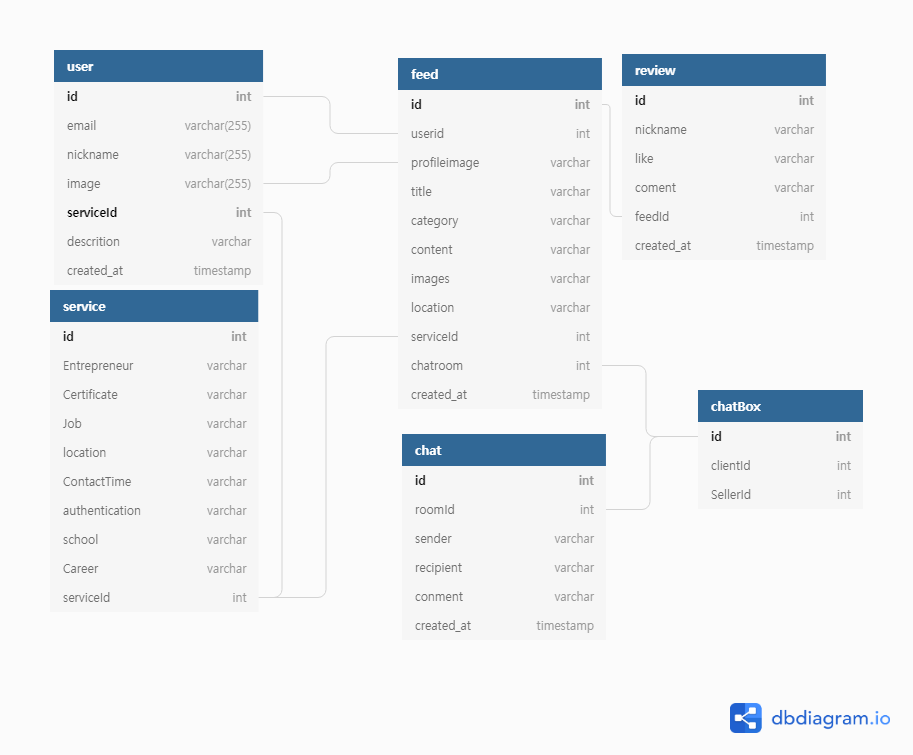 user
id int
email varchar(255)
nickname varchar(255)
image varchar(255)
serviceId int
descrition varchar
created_at timestamp
service
id int
Entrepreneur varchar
Certificate varchar
Job varchar
location varchar
ContactTime varchar
authentication varchar
school varchar
Career varchar
serviceId int
feed
id int
userid int
profileimage varchar
title varchar
category varchar
content varchar
images varchar
location varchar
serviceId int
chatroom int
created_at timestamp
chat
id int
roomId int
sender varchar
recipient varchar
conment varchar
created_at timestamp
review
id int
nickname varchar
like varchar
coment varchar
feedId int
created_at timestamp
chatBox
id int
clientId int
SellerId int
dbdiagram.io